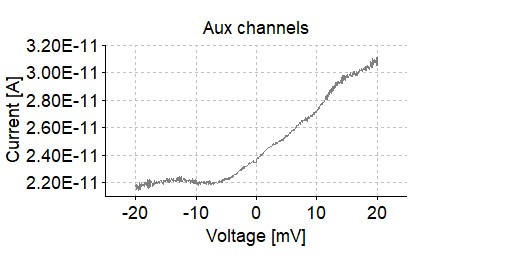 Aux channels
3.20E-11
3.00E-11
2.80E-11
2.60E-11
2.40E-11
2.20E-11
Current [A]
-20 -10 0 10 20
Voltage [mV]